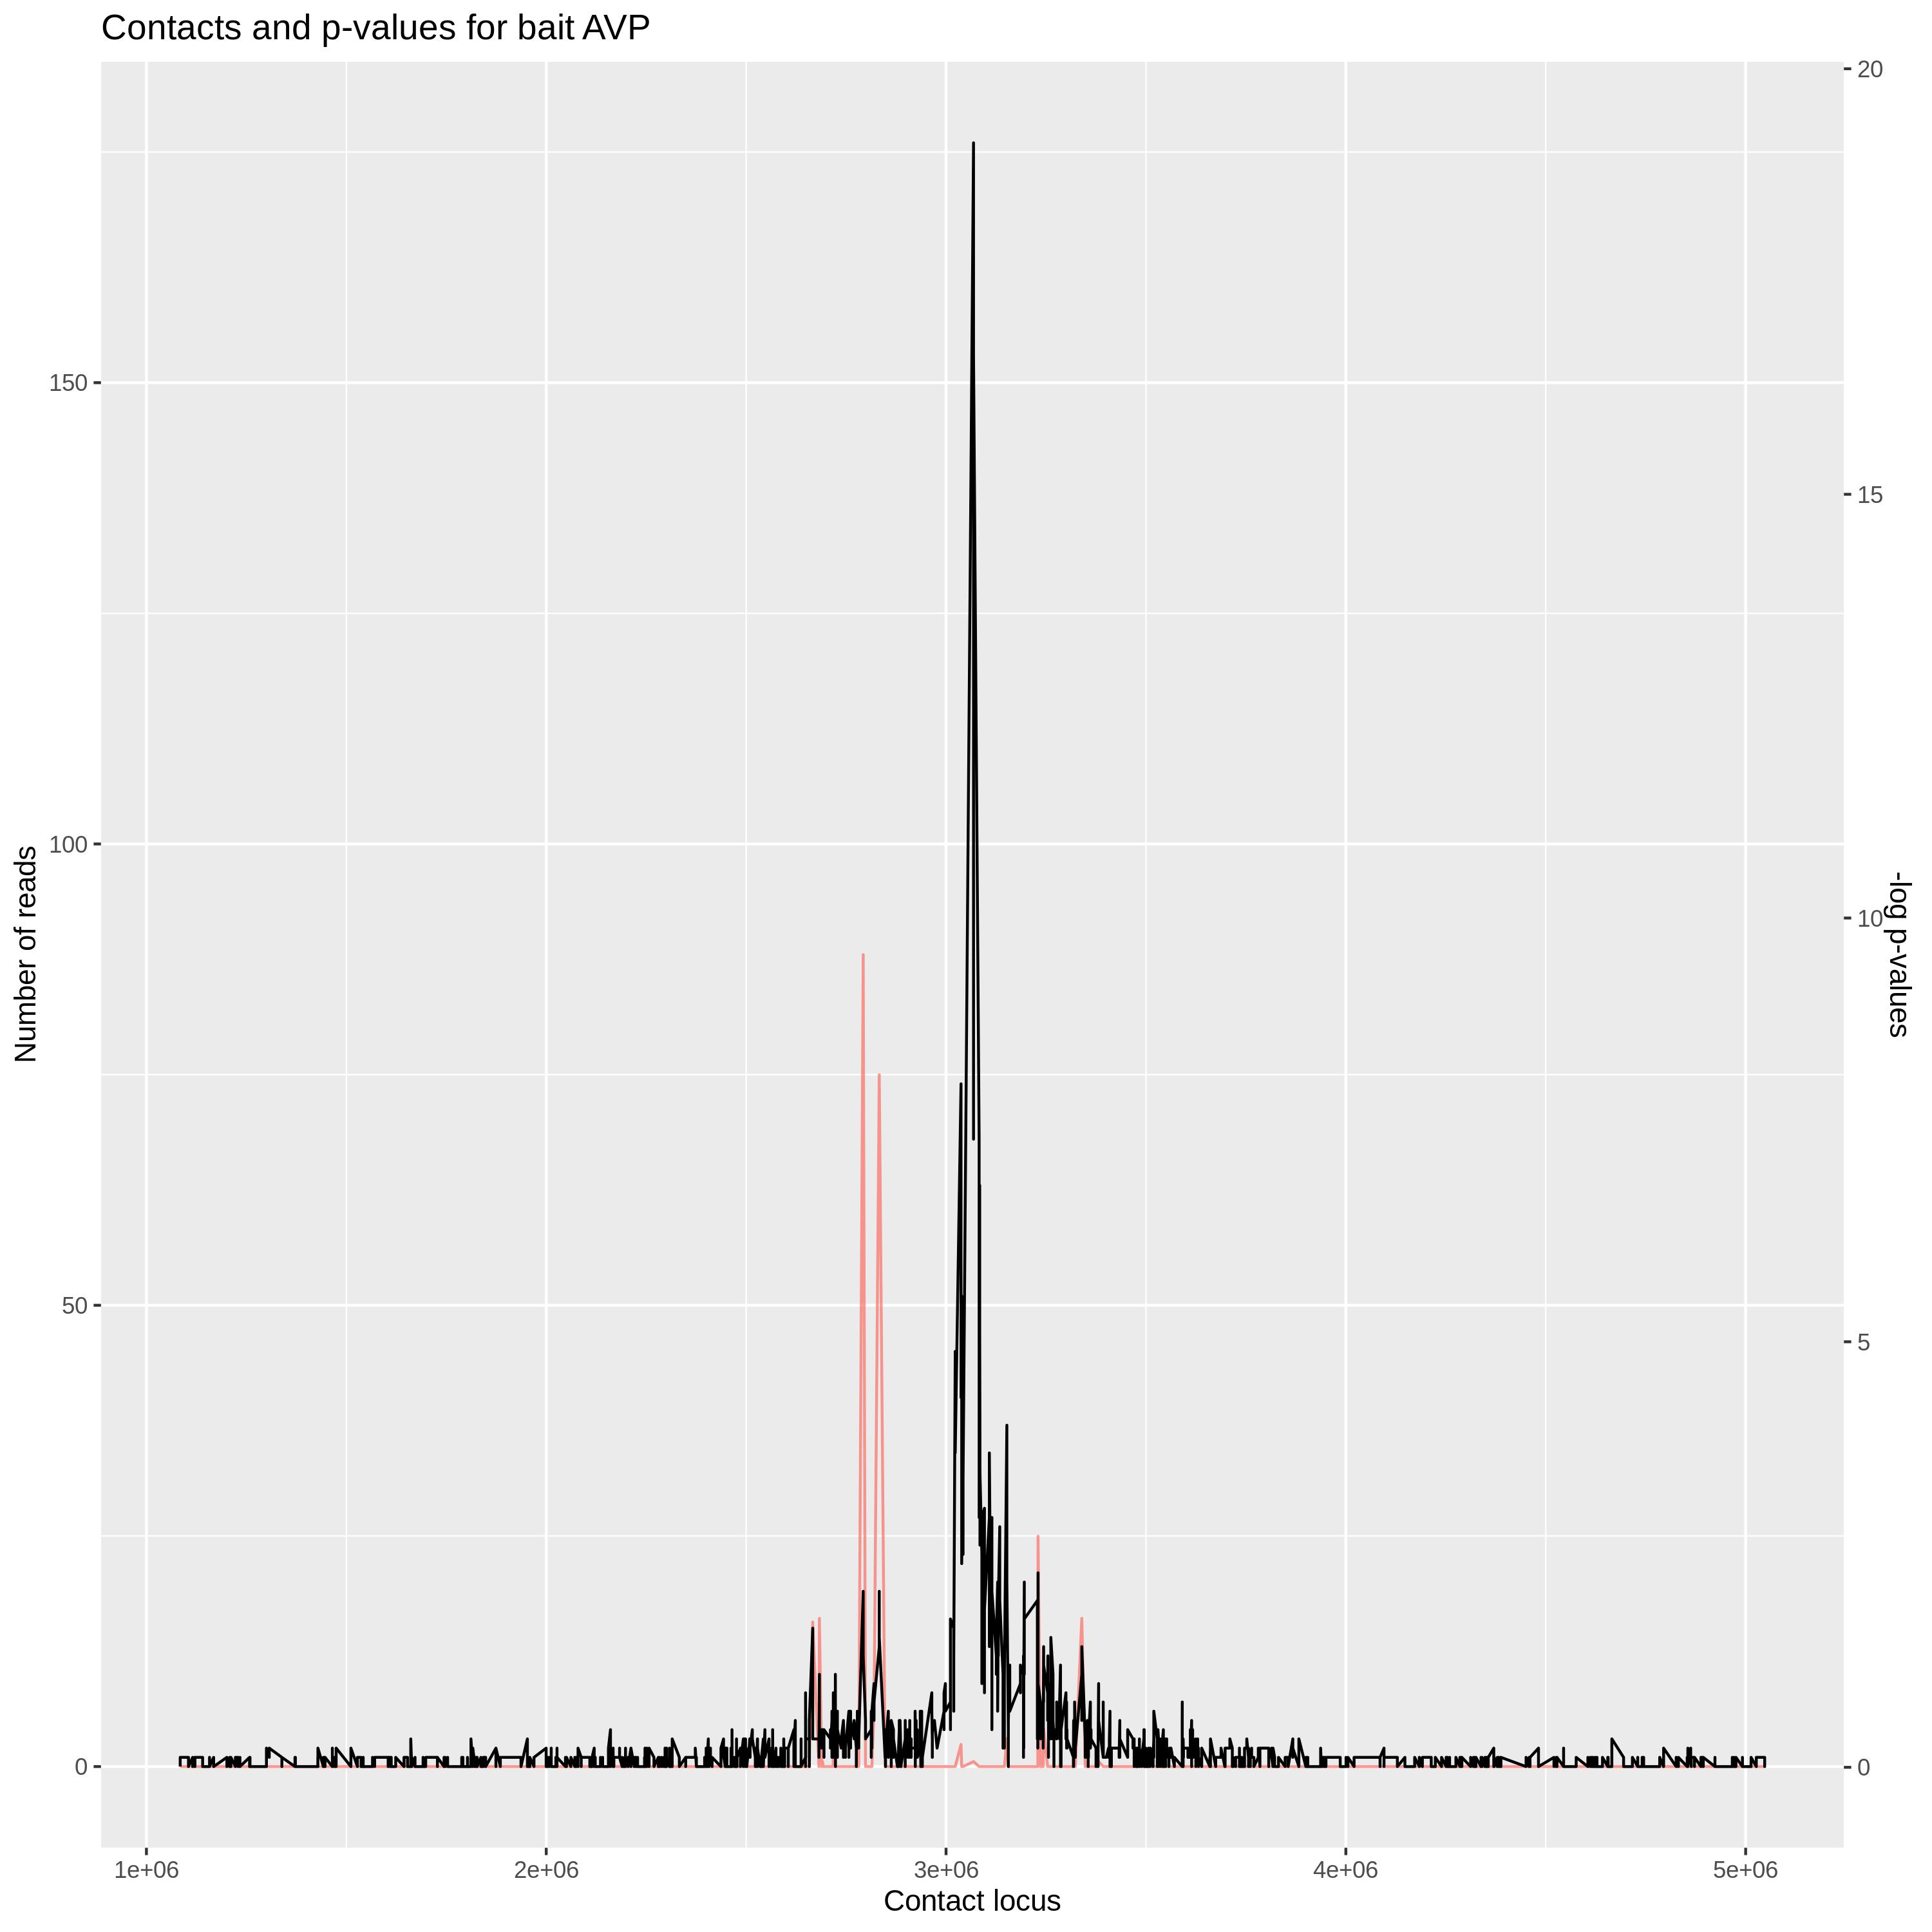 Contacts and p-values for bait AVP
Number of reads
150
100
50
0
20
15
10
5
0
-log p-values
1e+06
2e+06
3e+06
4e+06
5e+06
Contact locus